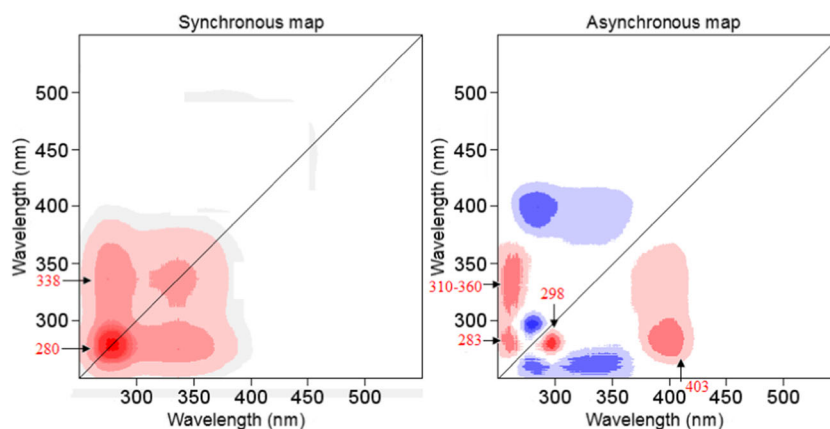 Synchronous map
Asynchronous map
Wavelength (nm)
500
450
400
350
300
338
280
300 350 400 450 500
Wavelength (nm)
Wavelength (nm)
500
450
400
350
300
310-360
283
298
403
300 350 400 450 500
Wavelength (nm)